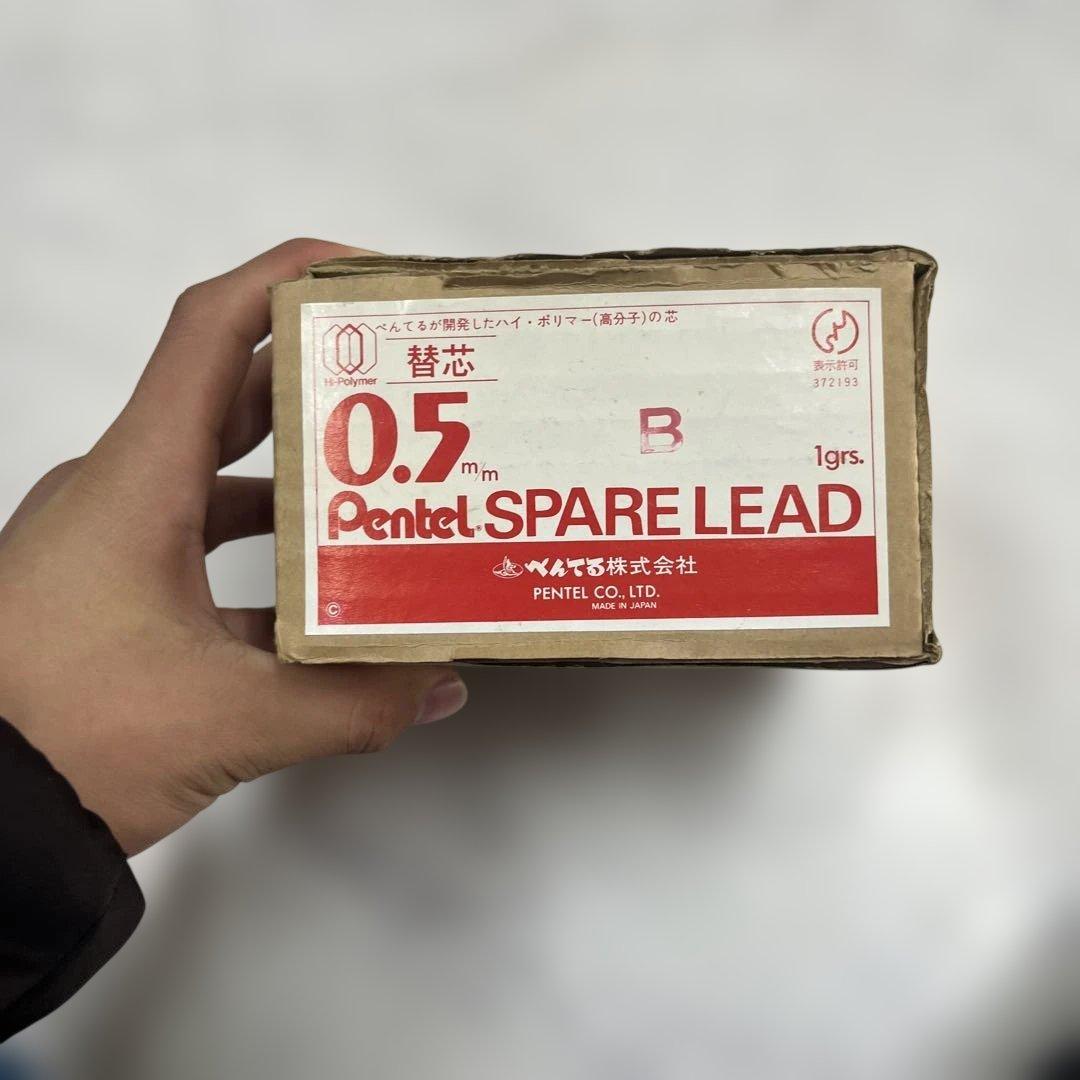 ぺんてるが開発したハイ・ポリマー(高分子)の芯
Hi-Polymer
替芯
表示許可
372193
0.5 m/m
B
1grs.
Pentel® SPARE LEAD
ぺんてる株式会社
PENTEL CO., LTD.
MADE IN JAPAN
©